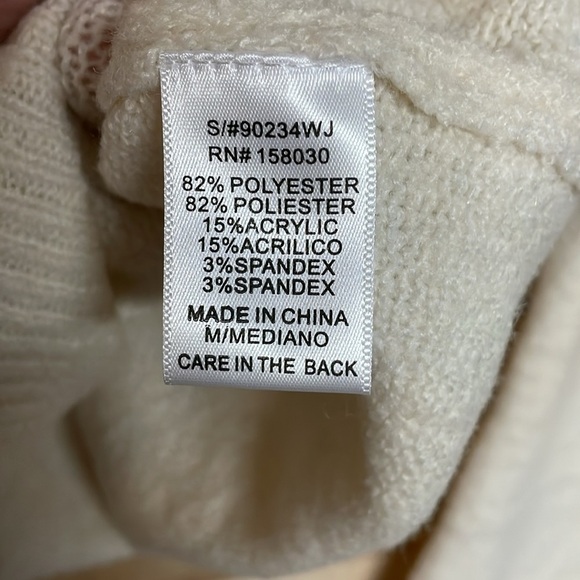 S/#90234WJ
RN# 158030
82% POLYESTER
82% POLIESTER
15%ACRYLIC
15%ACRILICO
3%SPANDEX
3%SPANDEX
MADE IN CHINA
M/MEDIANO
CARE IN THE BACK